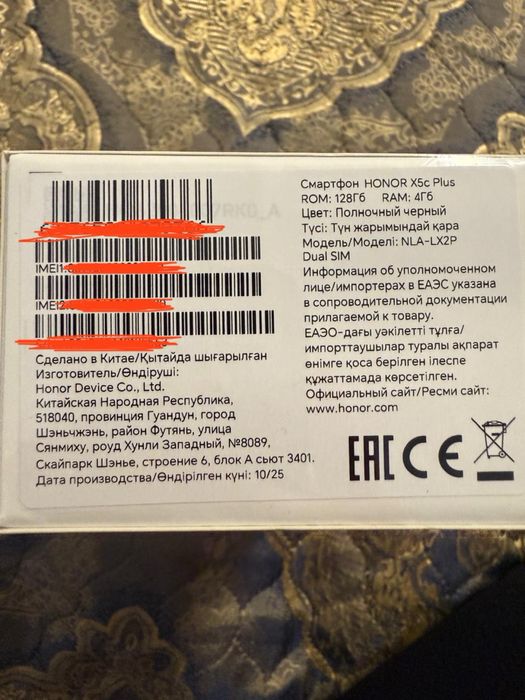 IMEI1:
IMEI2:
Сделано в Китае/Қытайда шығарылған
Изготовитель/Өндіруші:
Honor Device Co., Ltd.
Китайская Народная Республика,
518040, провинция Гуандун, город
Шэньчжэнь, район Футянь, улица
Сянмиху, роуд Хунли Западный, №8089,
Скайпарк Шэнье, строение 6, блок А сьют 3401.
Дата производства/Өндірілген күні: 10/25
Смартфон HONOR X5c Plus
ROM: 128Гб RAM: 4Гб
Цвет: Полночный черный
Түсі: Түн жарымындай қара
Модель/Моделі: NLA-LX2P
Dual SIM
Информация об уполномоченном
лице/импортерах в ЕАЭС указана
в сопроводительной документации
прилагаемой к товару.
ЕАЭО-дағы уәкілетті тұлға/
импорттаушылар туралы ақпарат
өнімге қоса берілген ілеспе
құжаттамада көрсетілген.
Официальный сайт/Ресми сайт:
www.honor.com
EAC CE